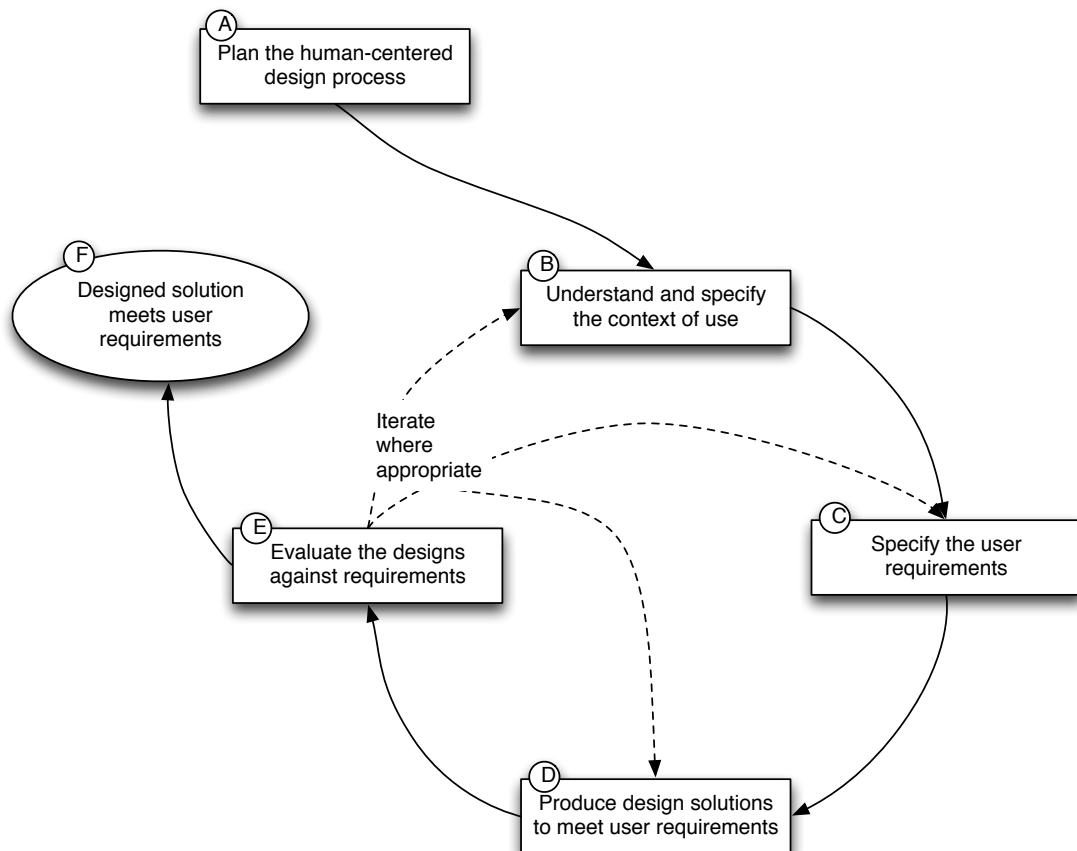 A
Plan the human-centered
design process
F
Designed solution
meets user
requirements
B
Understand and specify
the context of use
Iterate
where
appropriate
E
Evaluate the designs
against requirements
C
Specify the user
requirements
D
Produce design solutions
to meet user requirements